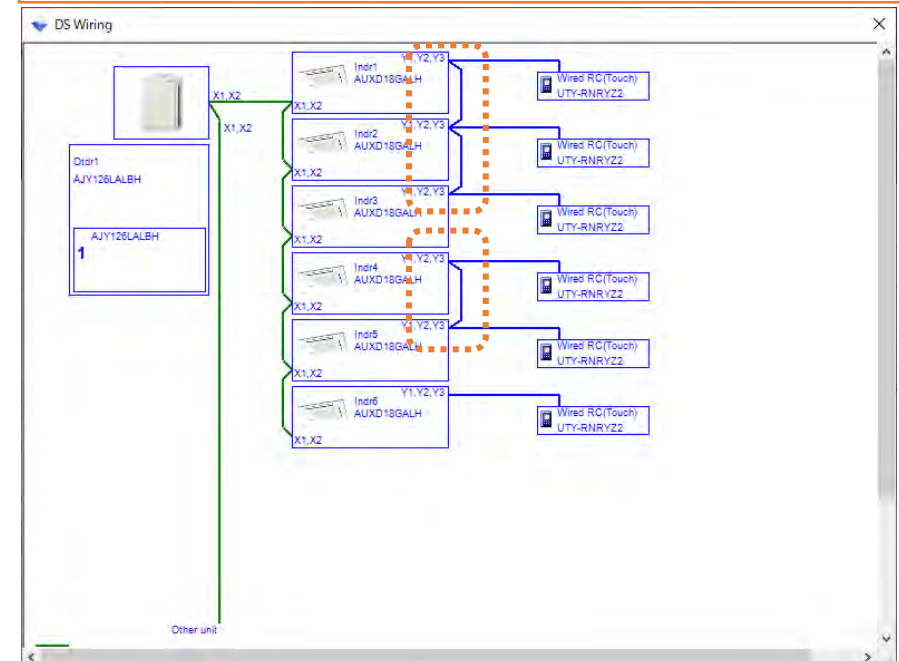 DS Wiring
X1,X2
X1,X2
Otdr1
AJY126LALBH
AJY126LALBH
1
Indr1 Y1,Y2,Y3
AUXD18GALH
X1,X2
Wired RC(Touch)
UTY-RNRYZ2
Indr2 Y1,Y2,Y3
AUXD18GALH
X1,X2
Wired RC(Touch)
UTY-RNRYZ2
Indr3 Y1,Y2,Y3
AUXD18GALH
X1,X2
Wired RC(Touch)
UTY-RNRYZ2
Indr4 Y1,Y2,Y3
AUXD18GALH
X1,X2
Wired RC(Touch)
UTY-RNRYZ2
Indr5 Y1,Y2,Y3
AUXD18GALH
X1,X2
Wired RC(Touch)
UTY-RNRYZ2
Indr6 Y1,Y2,Y3
AUXD18GALH
X1,X2
Wired RC(Touch)
UTY-RNRYZ2
Other unit